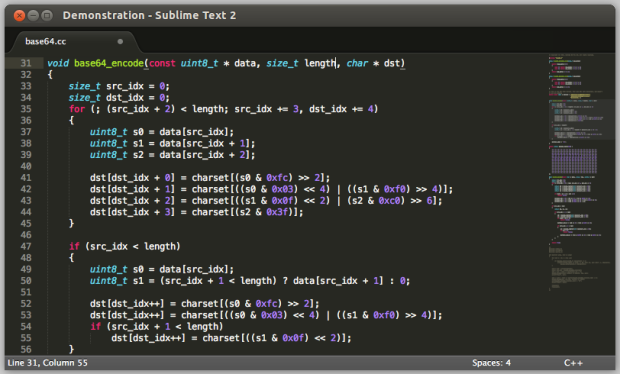 Demonstration - Sublime Text 2
base64.cc
31 void base64_encode(const uint8_t * data, size_t length, char * dst)
32 {
33     size_t src_idx = 0;
34     size_t dst_idx = 0;
35     for (; (src_idx + 2) < length; src_idx += 3, dst_idx += 4)
36     {
37         uint8_t s0 = data[src_idx];
38         uint8_t s1 = data[src_idx + 1];
39         uint8_t s2 = data[src_idx + 2];
40
41         dst[dst_idx + 0] = charset[(s0 & 0xfc) >> 2];
42         dst[dst_idx + 1] = charset[((s0 & 0x03) << 4) | ((s1 & 0xf0) >> 4)];
43         dst[dst_idx + 2] = charset[((s1 & 0x0f) << 2) | (s2 & 0xc0) >> 6];
44         dst[dst_idx + 3] = charset[(s2 & 0x3f)];
45     }
46
47     if (src_idx < length)
48     {
49         uint8_t s0 = data[src_idx];
50         uint8_t s1 = (src_idx + 1 < length) ? data[src_idx + 1] : 0;
51
52         dst[dst_idx++] = charset[(s0 & 0xfc) >> 2];
53         dst[dst_idx++] = charset[((s0 & 0x03) << 4) | ((s1 & 0xf0) >> 4)];
54         if (src_idx + 1 < length)
55             dst[dst_idx++] = charset[((s1 & 0x0f) << 2)];
56     }
Line 31, Column 55
Spaces: 4
C++